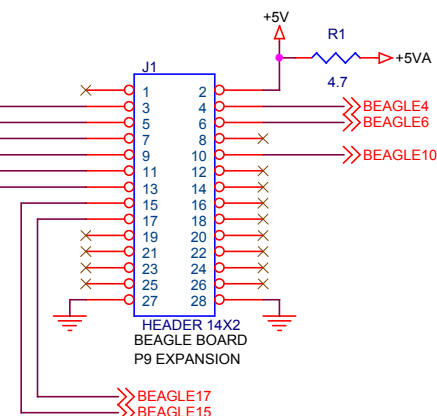 +5V
R1
+5VA
4.7
J1
1 2
3 4 BEAGLE4
5 6 BEAGLE6
7 8
9 10 BEAGLE10
11 12
13 14
15 16
17 18
19 20
21 22
23 24
25 26
27 28
HEADER 14X2
BEAGLE BOARD
P9 EXPANSION
BEAGLE17
BEAGLE15